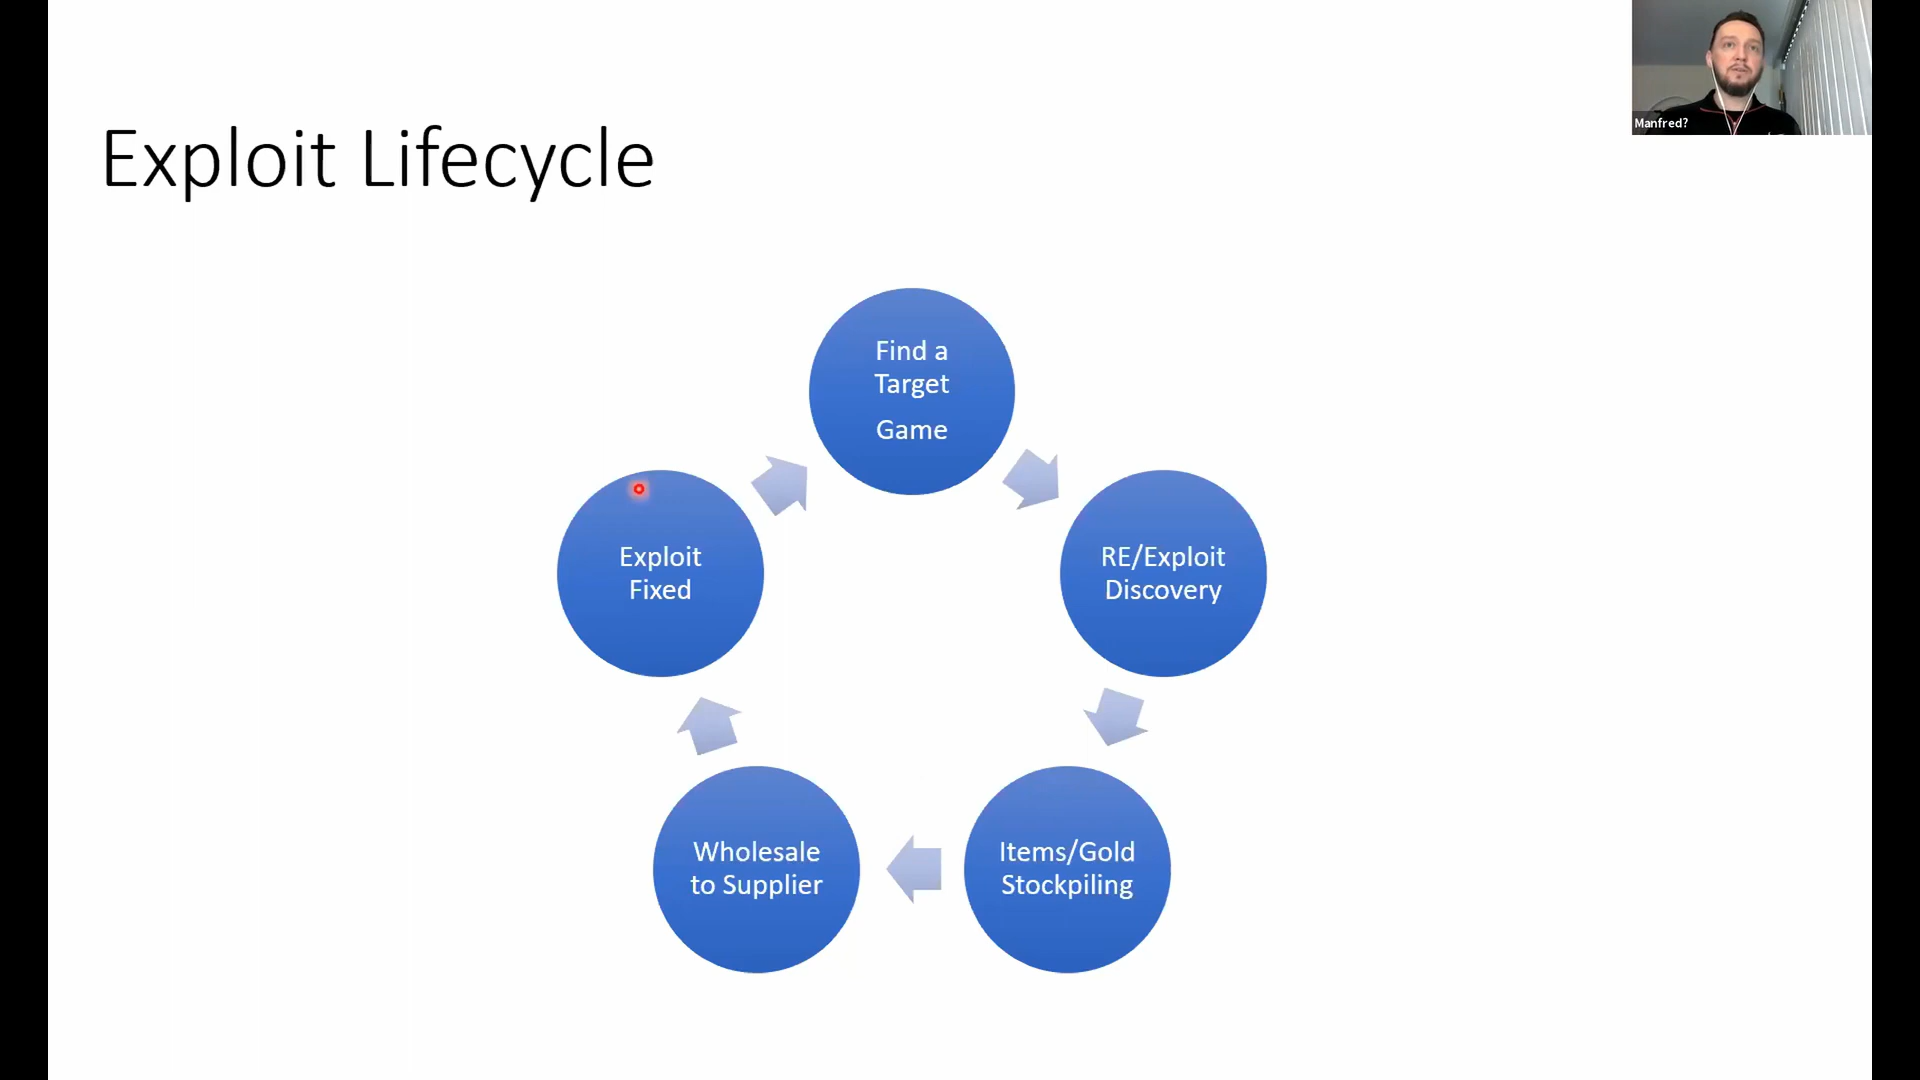 Manfred?
Exploit Lifecycle
Find a
Target
Game
RE/Exploit
Discovery
Items/Gold
Stockpiling
Wholesale
to Supplier
Exploit
Fixed